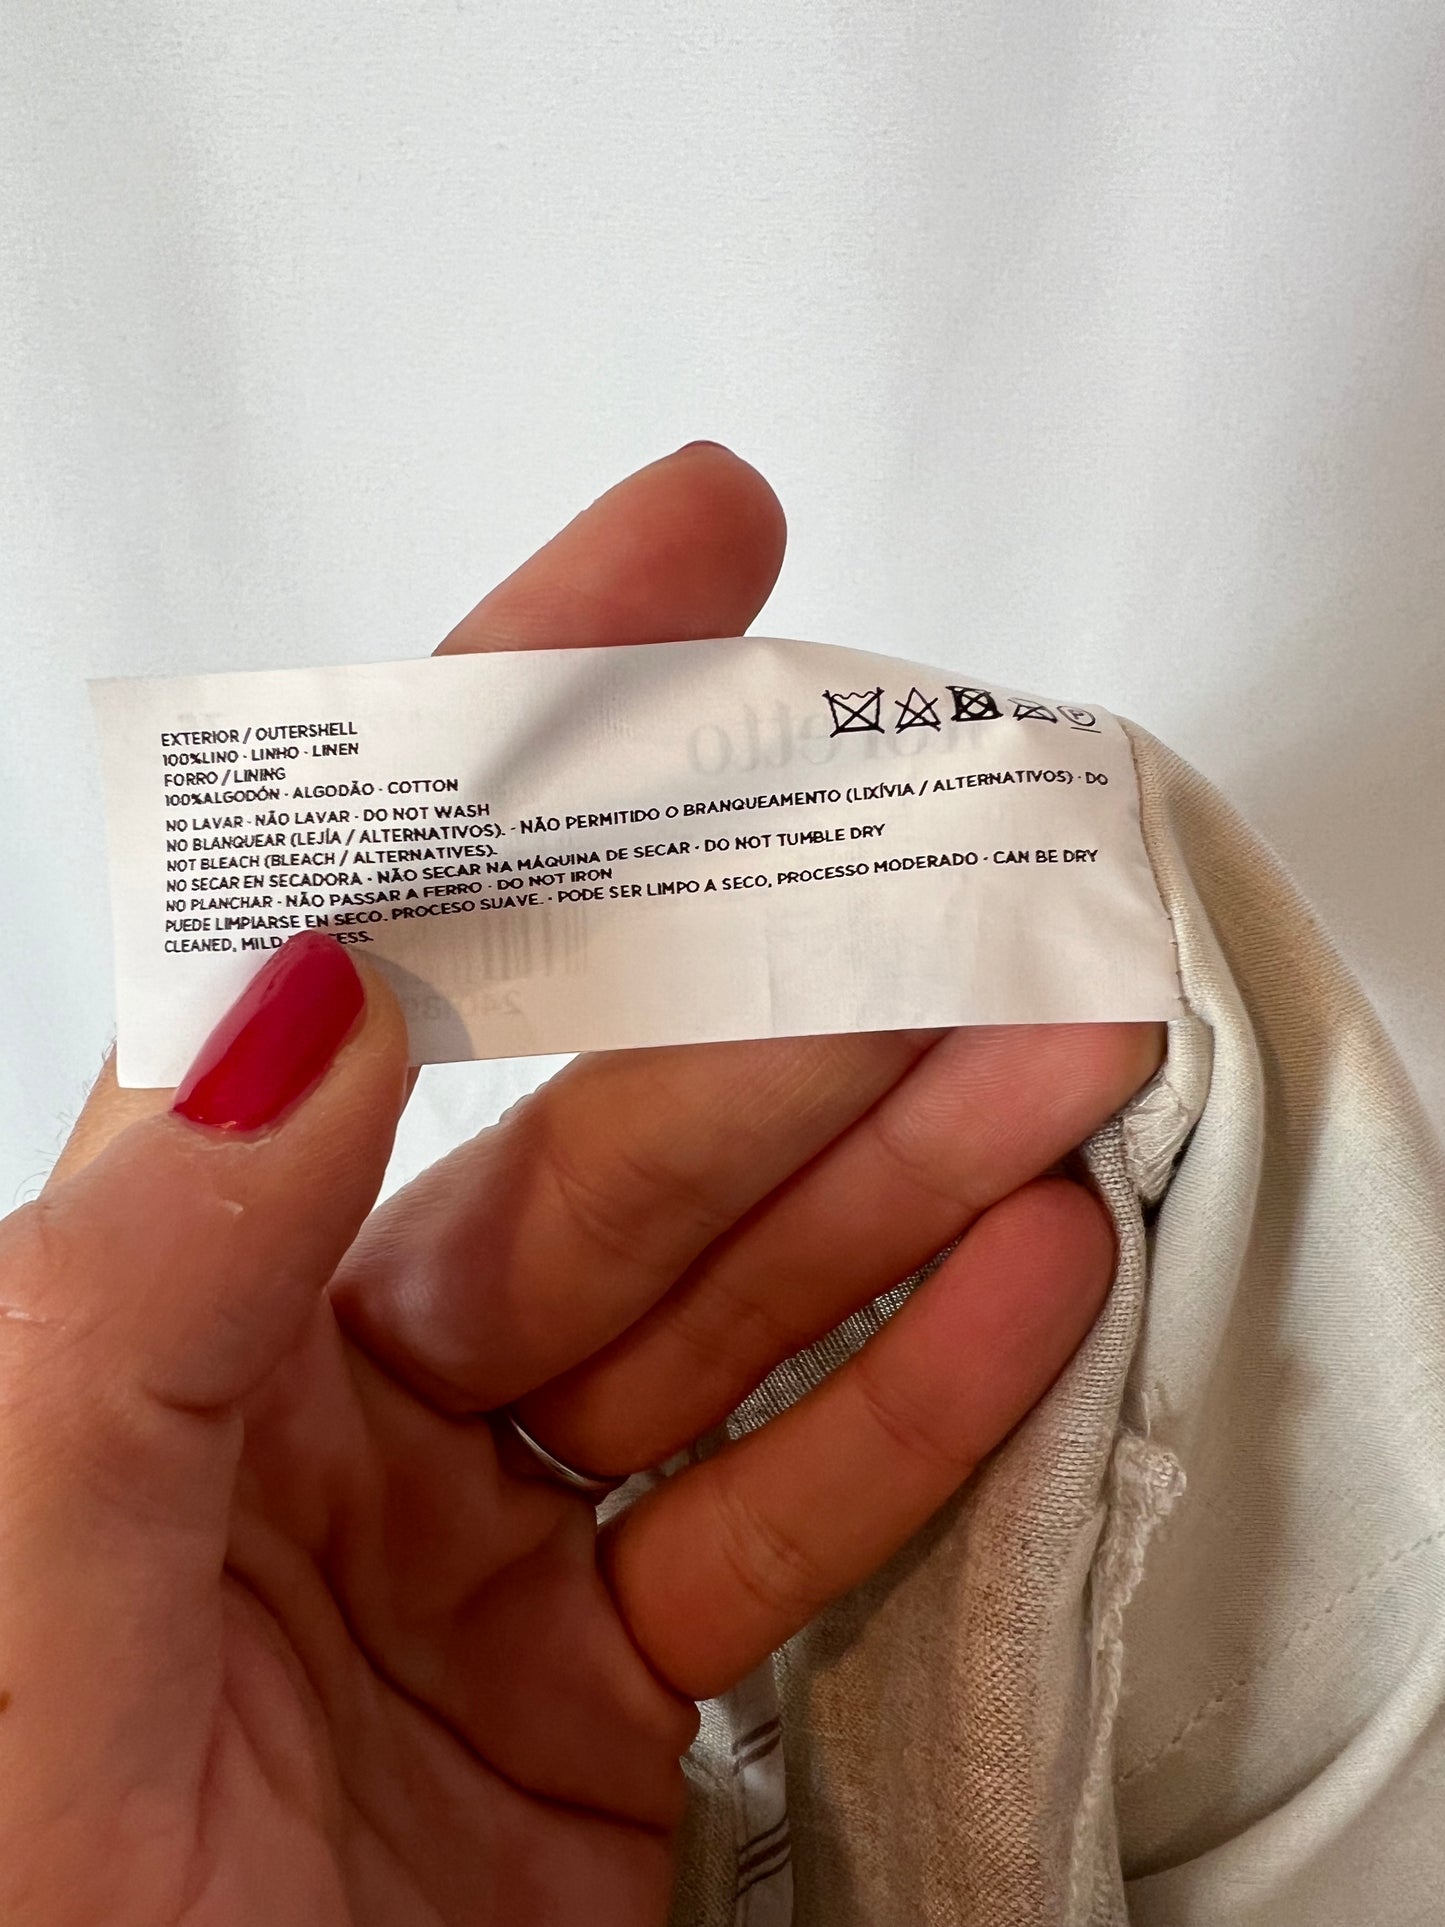 EXTERIOR / OUTERSHELL
100%LINO · LINHO · LINEN
FORRO / LINING
100%ALGODÓN · ALGODÃO · COTTON
NO LAVAR · NÃO LAVAR · DO NOT WASH
NO BLANQUEAR (LEJÍA / ALTERNATIVOS). · NÃO PERMITIDO O BRANQUEAMENTO (LIXÍVIA / ALTERNATIVOS) · DO
NOT BLEACH (BLEACH / ALTERNATIVES).
NO SECAR EN SECADORA · NÃO SECAR NA MÁQUINA DE SECAR · DO NOT TUMBLE DRY
NO PLANCHAR · NÃO PASSAR A FERRO · DO NOT IRON
PUEDE LIMPIARSE EN SECO. PROCESO SUAVE. · PODE SER LIMPO A SECO, PROCESSO MODERADO · CAN BE DRY
CLEANED, MILD
P